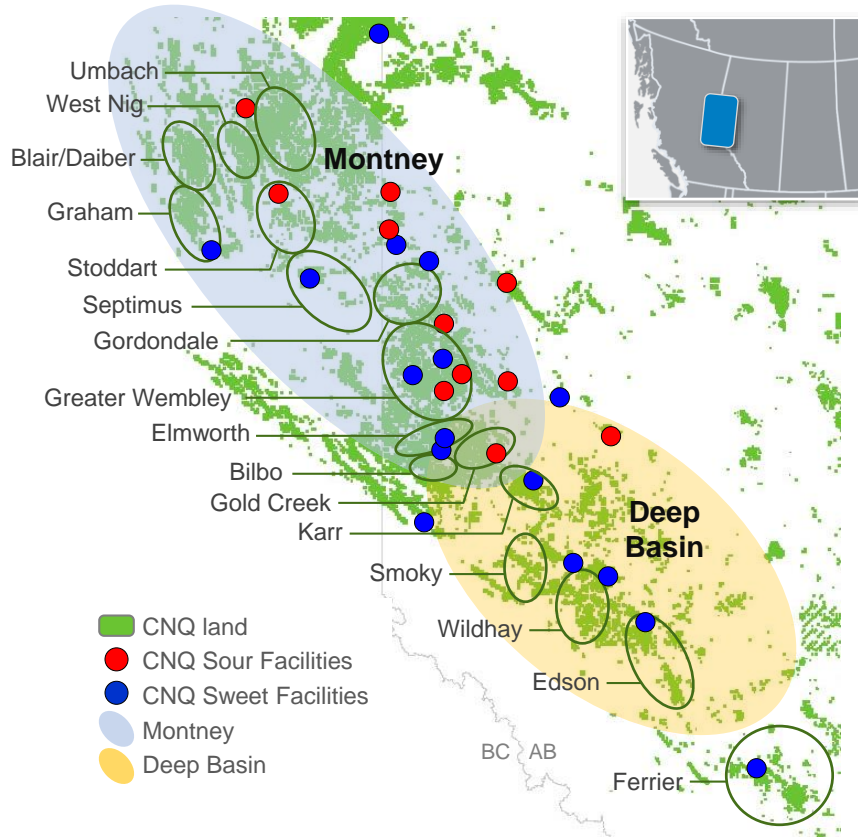 Umbach
West Nig
Montney
Blair/Daiber
Graham
Stoddart
Septimus
Gordondale
Greater Wembley
Elmworth
Bilbo
Gold Creek
Karr
Deep
Basin
Smoky
Wildhay
Edson
CNQ land
CNQ Sour Facilities
CNQ Sweet Facilities
Montney
Deep Basin
BC
AB
Ferrier